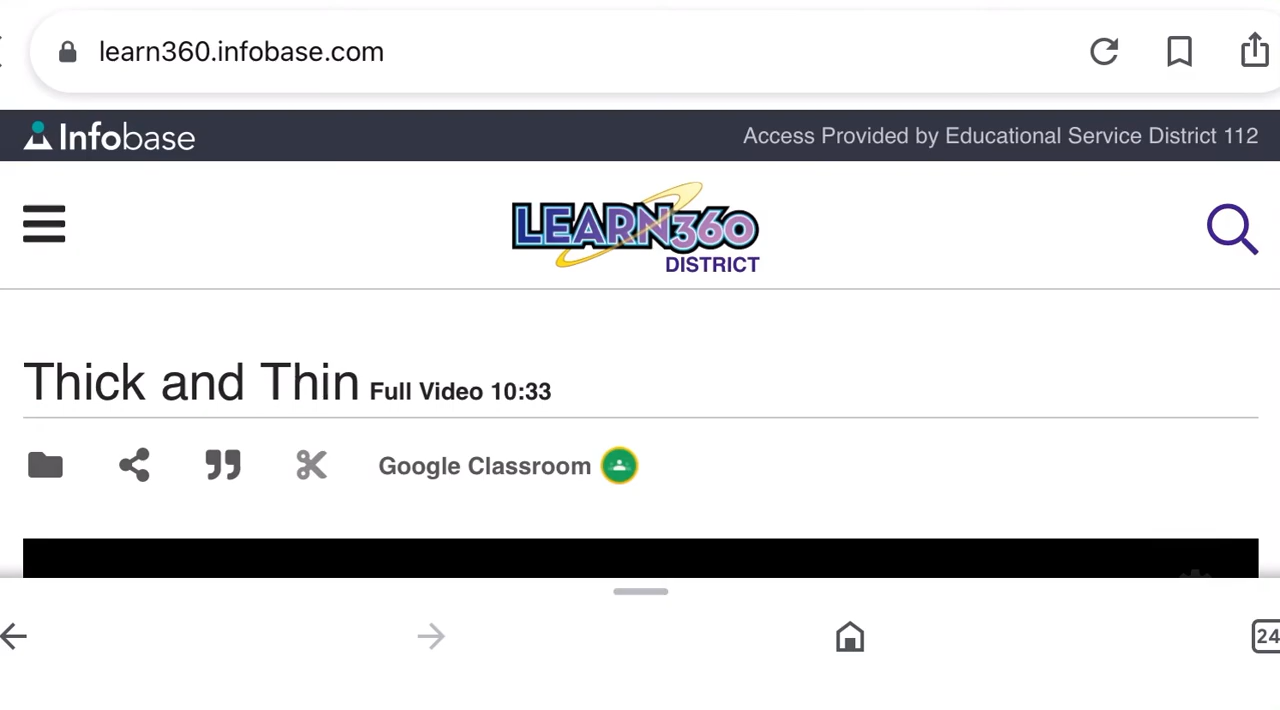 learn360.infobase.com
Infobase
Access Provided by Educational Service District 112
LEARN360
DISTRICT
Thick and Thin Full Video 10:33
Google Classroom
24